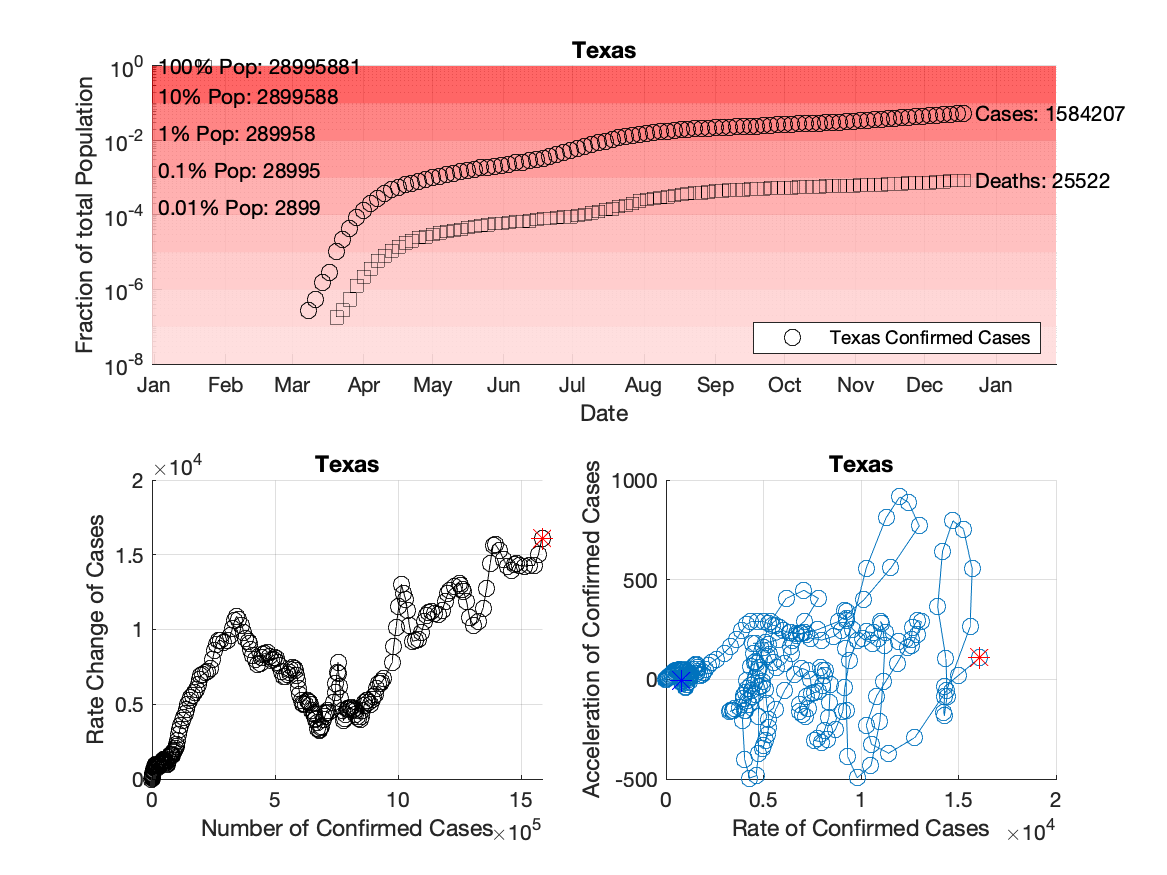 Texas
10^0
10^-2
10^-4
10^-6
10^-8
Fraction of total Population
100% Pop: 28995881
10% Pop: 2899588
1% Pop: 289958
0.1% Pop: 28995
0.01% Pop: 2899
Cases: 1584207
Deaths: 25522
Texas Confirmed Cases
Jan Feb Mar Apr May Jun Jul Aug Sep Oct Nov Dec Jan
Date
Texas
×10^4
2
1.5
1
0.5
0
Rate Change of Cases
0 5 10 15
Number of Confirmed Cases ×10^5
Texas
1000
500
0
-500
Acceleration of Confirmed Cases
0 0.5 1 1.5 2
Rate of Confirmed Cases ×10^4